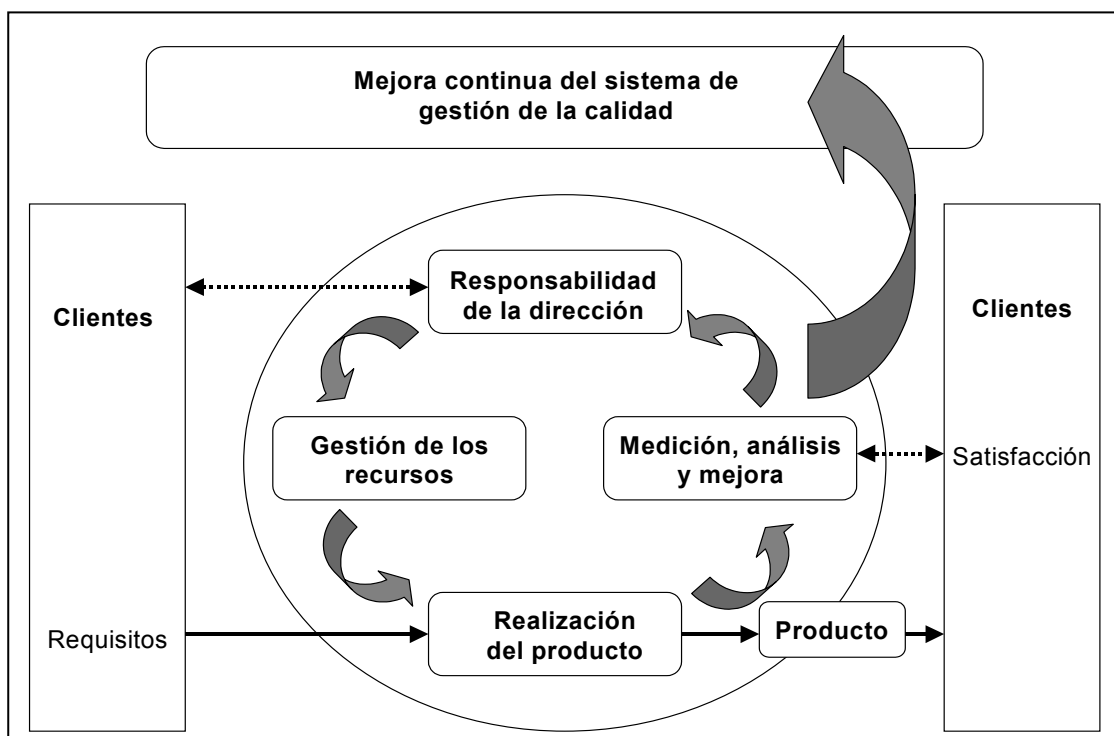 Mejora continua del sistema de
gestión de la calidad
Clientes
Responsabilidad
de la dirección
Clientes
Gestión de los
recursos
Medición, análisis
y mejora
Satisfacción
Requisitos
Realización
del producto
Producto